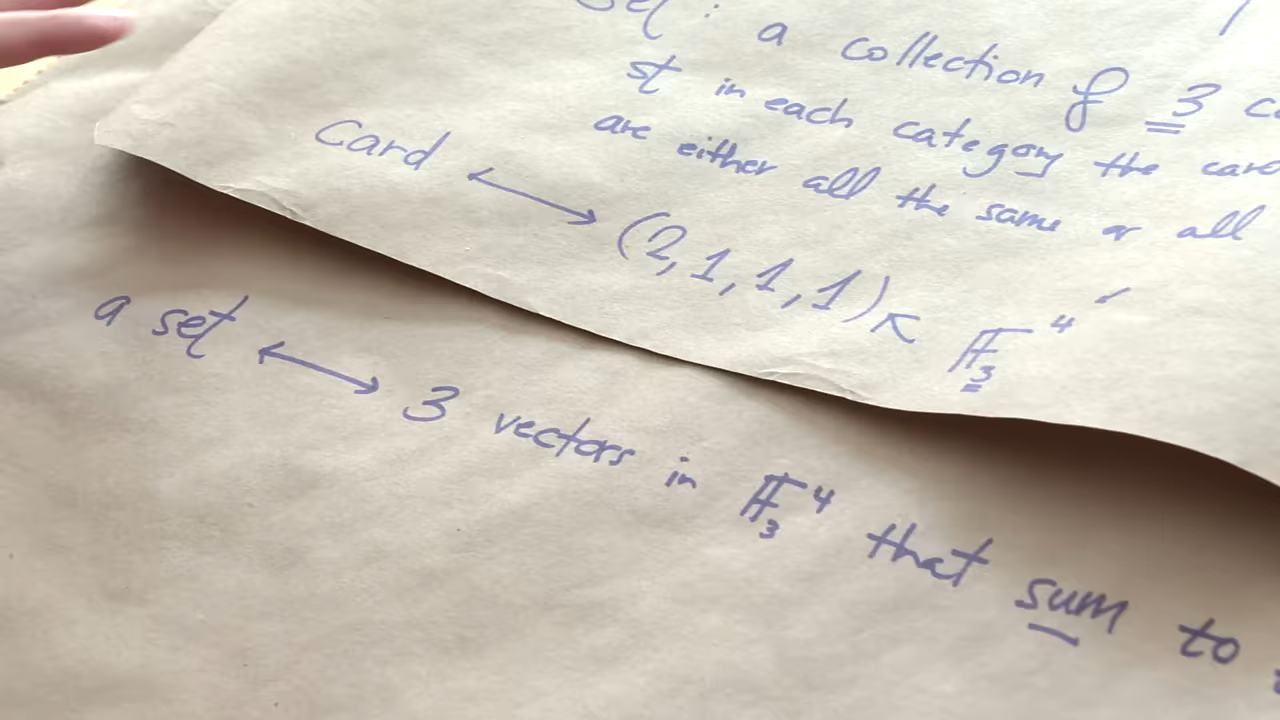 set: a collection of 3
st in each category the
are either all the same or all
Card ↔ (2, 1, 1, 1) ∈ 𝔽₃⁴
a set ↔ 3 vectors in 𝔽₃⁴ that sum to